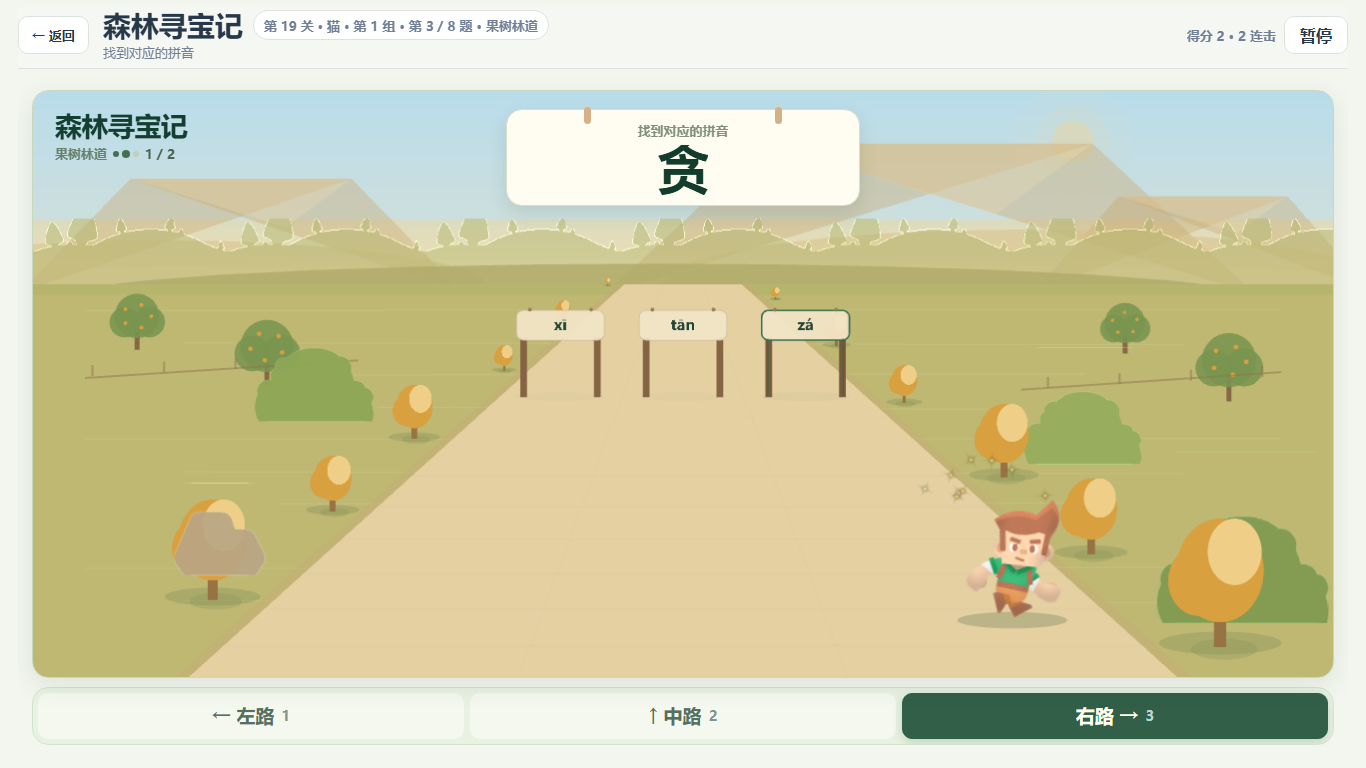 ← 返回
森林寻宝记
第 19 关 • 猫 • 第 1 组 • 第 3 / 8 题 • 果树林道
找到对应的拼音
得分 2 • 2 连击
暂停
森林寻宝记
果树林道 1 / 2
找到对应的拼音
贪
xī
tān
zá
← 左路 1
↑ 中路 2
右路 → 3